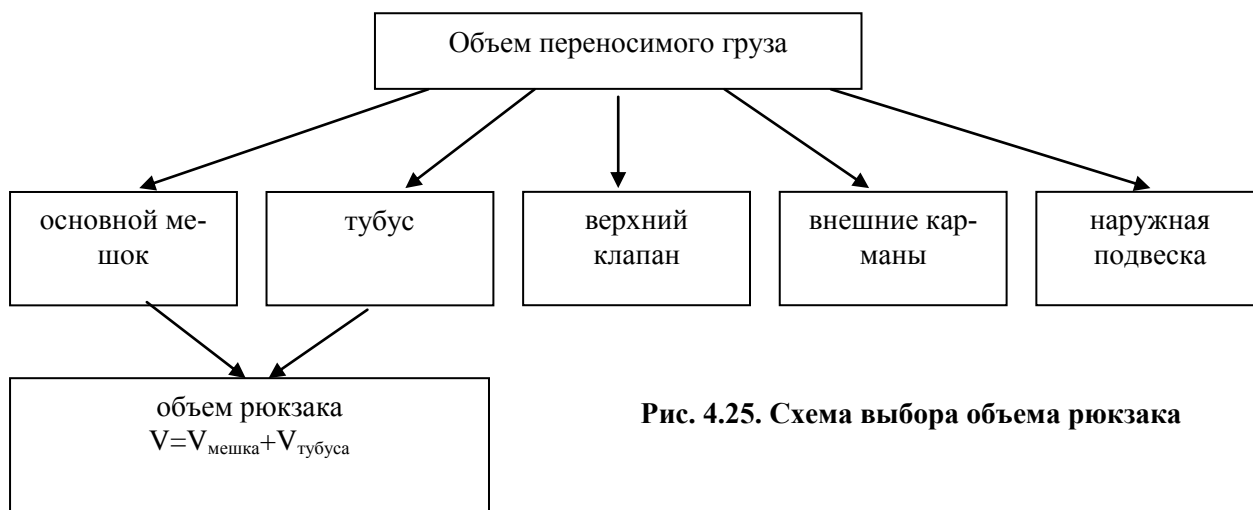 Объем переносимого груза
основной ме-
шок
тубус
верхний
клапан
внешние кар-
маны
наружная
подвеска
объем рюкзака
V=Vмешка+Vтубуса
Рис. 4.25. Схема выбора объема рюкзака